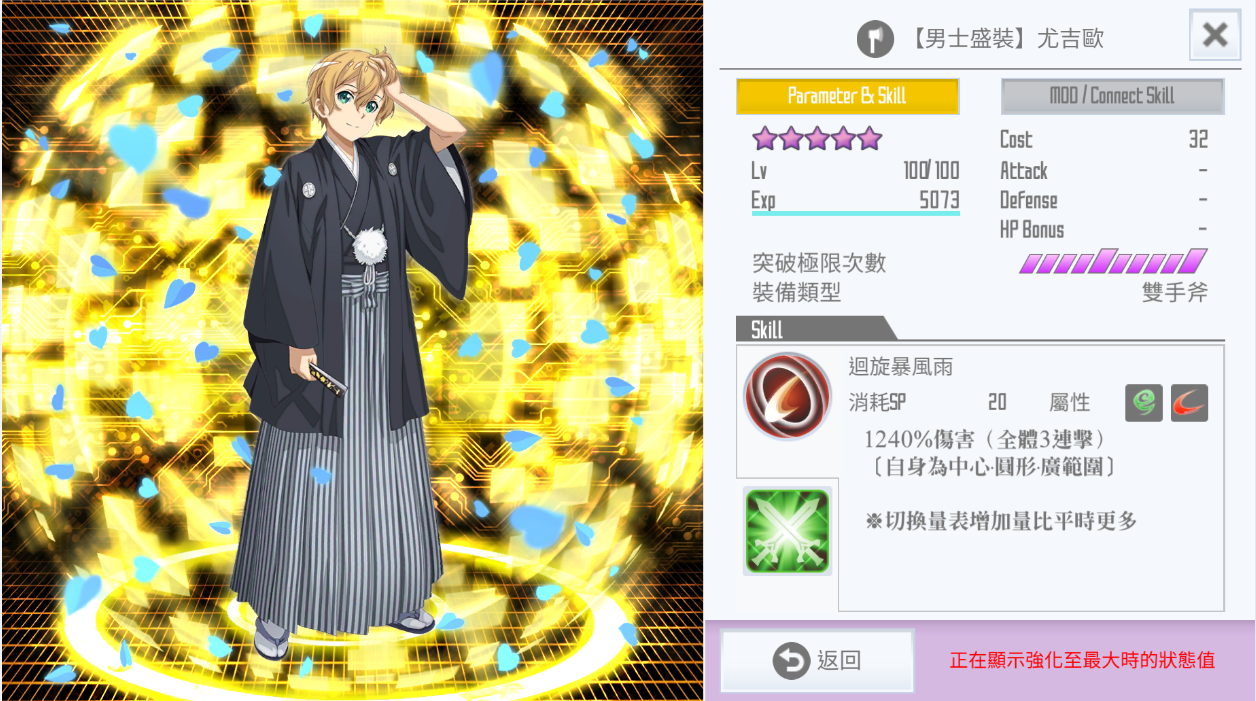 【男士盛裝】尤吉歐
Parameter & Skill
MOD / Connect Skill
Lv 100/100
Exp 5073
Cost 32
Attack -
Defense -
HP Bonus -
突破極限次數
裝備類型 雙手斧
Skill
迴旋暴風雨
消耗SP 20 屬性
1240%傷害（全體3連擊）
〔自身為中心·圓形·廣範圍〕
※切換量表增加量比平時更多
返回
正在顯示強化至最大時的狀態值